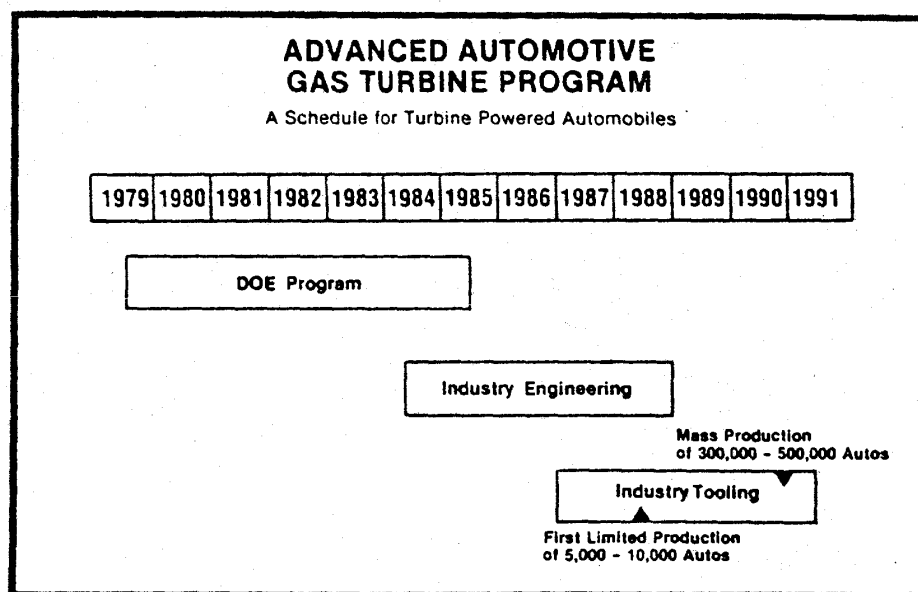 ADVANCED AUTOMOTIVE
GAS TURBINE PROGRAM
A Schedule for Turbine Powered Automobiles
1979 1980 1981 1982 1983 1984 1985 1986 1987 1988 1989 1990 1991
DOE Program
Industry Engineering
Mass Production
of 300,000 - 500,000 Autos
Industry Tooling
First Limited Production
of 5,000 - 10,000 Autos